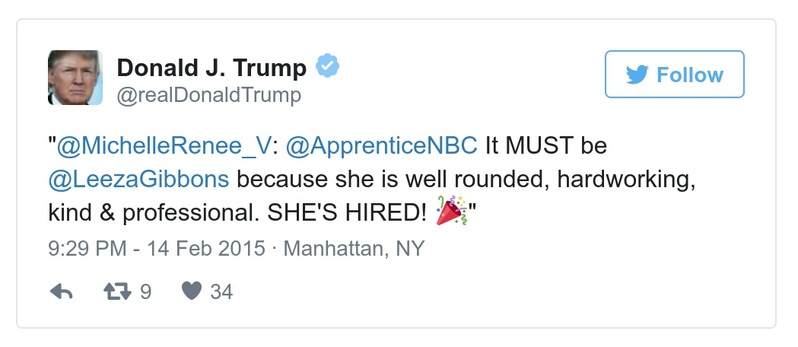 Donald J. Trump
@realDonaldTrump
Follow
"@MichelleRenee_V: @ApprenticeNBC It MUST be
@LeezaGibbons because she is well rounded, hardworking,
kind & professional. SHE'S HIRED! 🎉"
9:29 PM - 14 Feb 2015 · Manhattan, NY
9 34